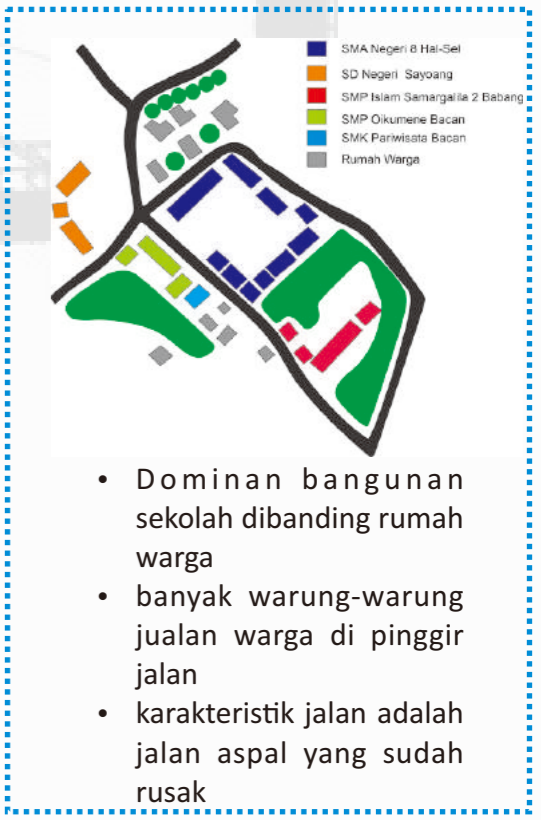 SMA Negeri 8 Hal-Sel
SD Negeri Sayoang
SMP Islam Samargalila 2 Babang
SMP Oikumene Bacan
SMK Pariwisata Bacan
Rumah Warga
• Dominan bangunan
sekolah dibanding rumah
warga
• banyak warung-warung
jualan warga di pinggir
jalan
• karakteristik jalan adalah
jalan aspal yang sudah
rusak